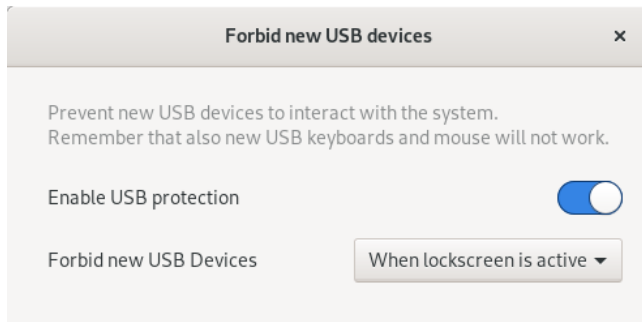 Forbid new USB devices
Prevent new USB devices to interact with the system.
Remember that also new USB keyboards and mouse will not work.
Enable USB protection
Forbid new USB Devices
When lockscreen is active